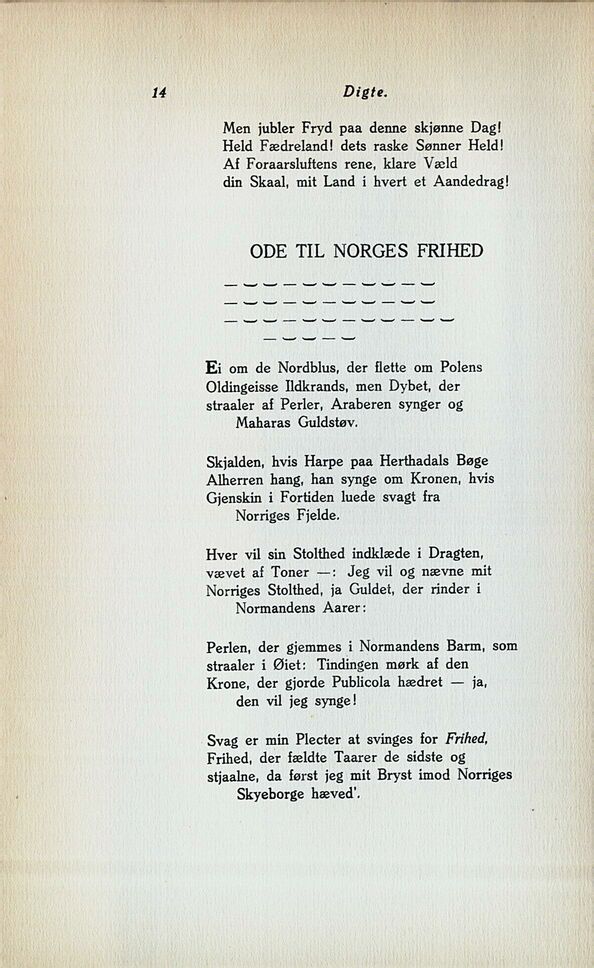 14
Digte.
Men jubler Fryd paa denne skjønne Dag!
Held Fædreland! dets raske Sønner Held!
Af Foraarsluftens rene, klare Væld
din Skaal, mit Land i hvert et Aandedrag!
ODE TIL NORGES FRIHED
— ⏑ ⏑ — ⏑ ⏑ — ⏑ ⏑ — ⏑
— ⏑ ⏑ — ⏑ ⏑ — ⏑ ⏑ — ⏑
— ⏑ ⏑ — ⏑ ⏑ — ⏑ ⏑ — ⏑ ⏑
— ⏑ ⏑ — ⏑
Ei om de Nordblus, der flette om Polens
Oldingeisse Ildkrands, men Dybet, der
straaler af Perler, Araberen synger og
Maharas Guldstøv.
Skjalden, hvis Harpe paa Herthadals Bøge
Alherren hang, han synge om Kronen, hvis
Gjenskin i Fortiden luede svagt fra
Norriges Fjelde.
Hver vil sin Stolthed indklæde i Dragten,
vævet af Toner —: Jeg vil og nævne mit
Norriges Stolthed, ja Guldet, der rinder i
Normandens Aarer:
Perlen, der gjemmes i Normandens Barm, som
straaler i Øiet: Tindingen mørk af den
Krone, der gjorde Publicola hædret — ja,
den vil jeg synge!
Svag er min Plecter at svinges for Frihed,
Frihed, der fældte Taarer de sidste og
stjaalne, da først jeg mit Bryst imod Norriges
Skyeborge hæved'.